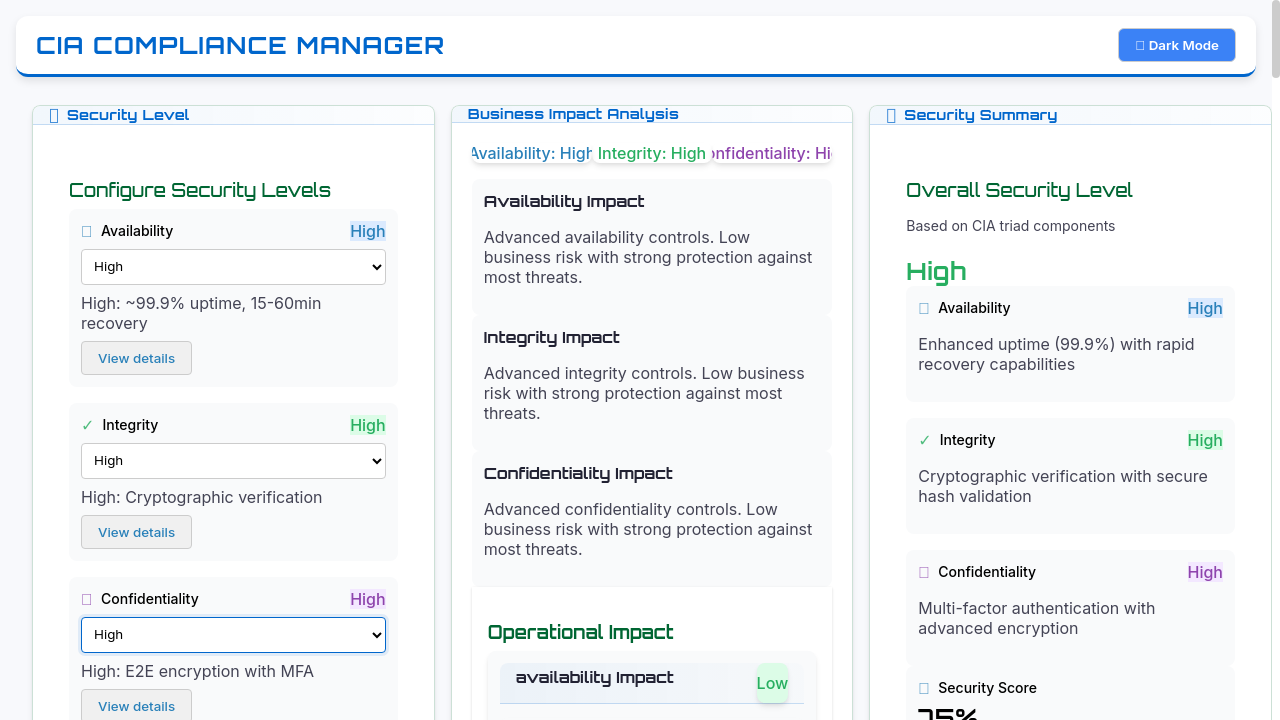 CIA COMPLIANCE MANAGER
Dark Mode
Security Level
Configure Security Levels
Availability
High
High
High: ~99.9% uptime, 15-60min
recovery
View details
✓ Integrity
High
High
High: Cryptographic verification
View details
Confidentiality
High
High
High: E2E encryption with MFA
View details
Business Impact Analysis
Availability: High
Integrity: High
onfidentiality: Hi
Availability Impact
Advanced availability controls. Low
business risk with strong protection against
most threats.
Integrity Impact
Advanced integrity controls. Low business
risk with strong protection against most
threats.
Confidentiality Impact
Advanced confidentiality controls. Low
business risk with strong protection against
most threats.
Operational Impact
availability Impact
Low
Security Summary
Overall Security Level
Based on CIA triad components
High
Availability
High
Enhanced uptime (99.9%) with rapid
recovery capabilities
✓ Integrity
High
Cryptographic verification with secure
hash validation
Confidentiality
High
Multi-factor authentication with
advanced encryption
Security Score
75%